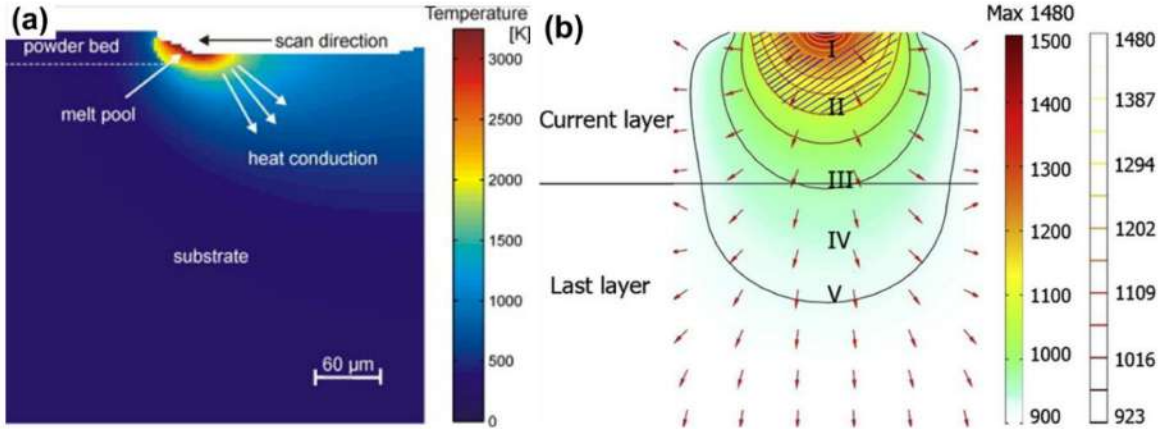 (a)
Temperature
[K]
powder bed
scan direction
melt pool
heat conduction
substrate
60 µm
3000
2500
2000
1500
1000
500
0
(b)
Max 1480
I
II
Current layer
III
IV
Last layer
V
1500
1400
1300
1200
1100
1000
900
1480
1387
1294
1202
1109
1016
923